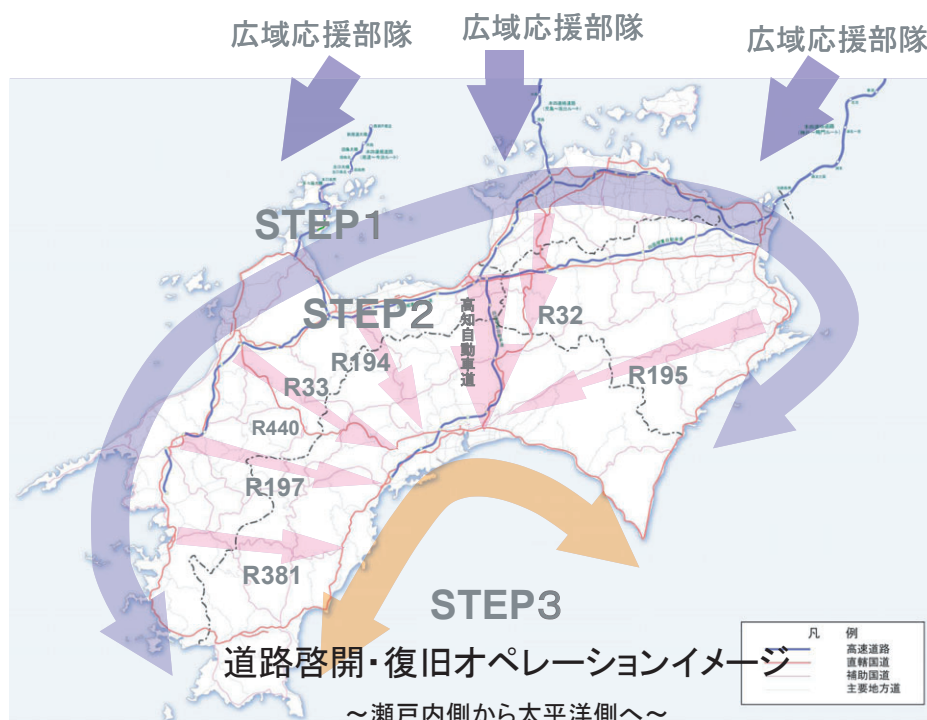 広域応援部隊
広域応援部隊
広域応援部隊
STEP1
STEP2
高知自動車道
R32
R194
R33
R195
R440
R197
R381
STEP3
道路啓開・復旧オペレーションイメージ
～瀬戸内側から太平洋側へ～
凡 例
高速道路
直轄国道
補助国道
主要地方道